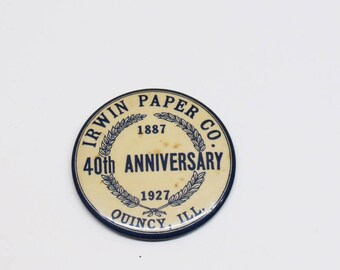 IRWIN PAPER CO.
1887
40th ANNIVERSARY
1927
QUINCY, ILL.